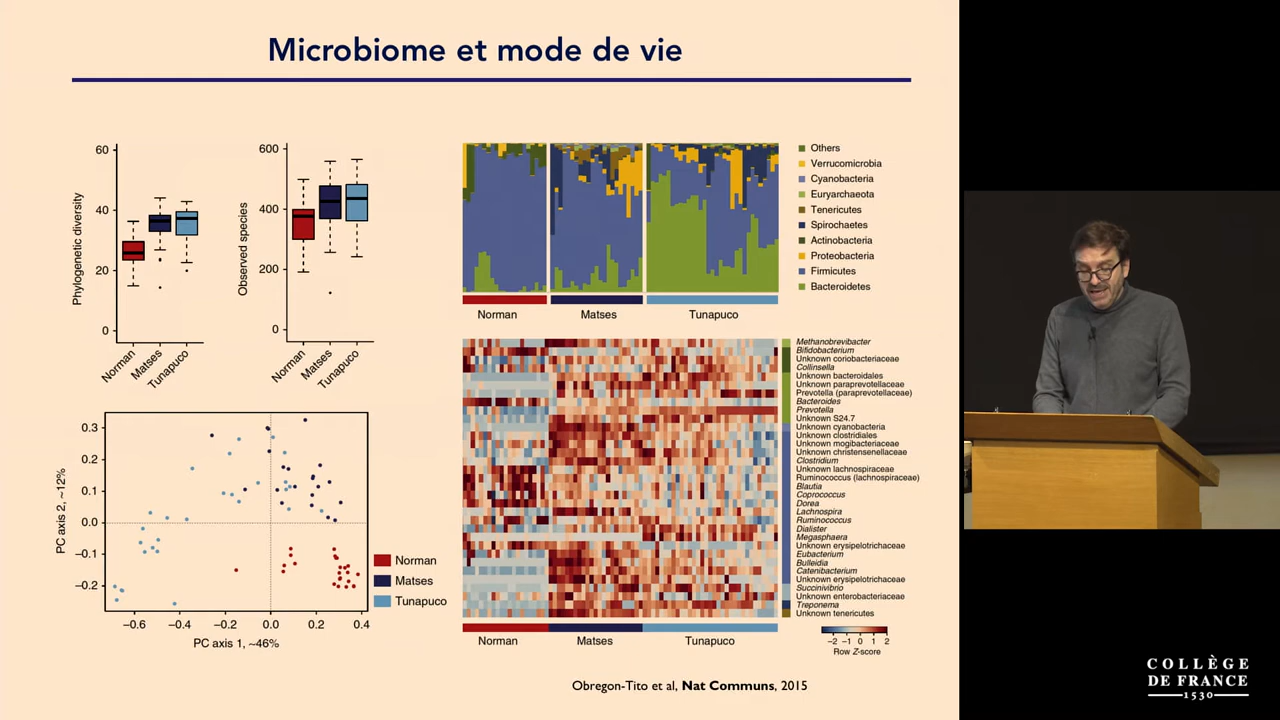 Microbiome et mode de vie
60
40
20
0
Phylogenetic diversity
Norman
Matses
Tunapuco
600
400
200
0
Observed species
Norman
Matses
Tunapuco
Others
Verrucomicrobia
Cyanobacteria
Euryarchaeota
Tenericutes
Spirochaetes
Actinobacteria
Proteobacteria
Firmicutes
Bacteroidetes
Norman Matses Tunapuco
Methanobrevibacter
Bifidobacterium
Unknown coriobacteriaceae
Collinsella
Unknown bacteroidales
Unknown paraprevotellaceae
Prevotella (paraprevotellaceae)
Bacteroides
Prevotella
Unknown S24.7
Unknown cyanobacteria
Unknown clostridiales
Unknown mogibacteriaceae
Unknown christensenellaceae
Clostridium
Unknown lachnospiraceae
Ruminococcus (lachnospiraceae)
Blautia
Coprococcus
Dorea
Lachnospira
Ruminococcus
Dialister
Megasphaera
Unknown erysipelotrichaceae
Eubacterium
Bulleidia
Catenibacterium
Unknown erysipelotrichaceae
Succinivibrio
Unknown enterobacteriaceae
Treponema
Unknown tenericutes
Norman Matses Tunapuco
−2 −1 0 1 2
Row Z-score
0.3
0.2
0.1
0.0
−0.1
−0.2
PC axis 2, ~12%
−0.6 −0.4 −0.2 0.0 0.2 0.4
PC axis 1, ~46%
Norman
Matses
Tunapuco
Obregon-Tito et al, Nat Communs, 2015
COLLÈGE
DE FRANCE
1530